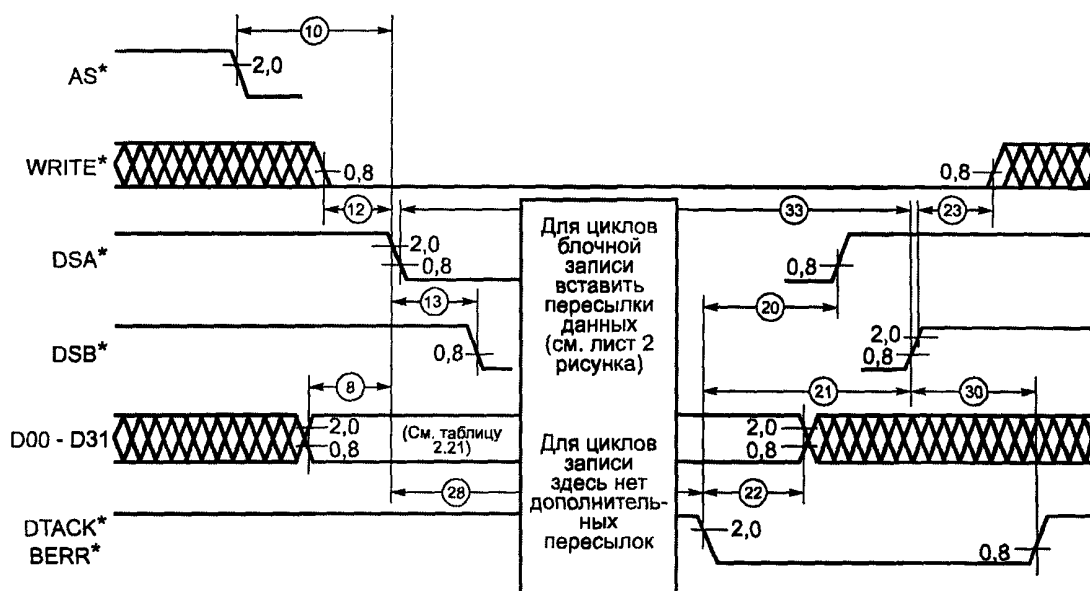 10
AS*
2,0
WRITE*
0,8
0,8
12
33
23
DSA*
2,0
0,8
Для циклов
блочной
записи
вставить
пересылки
данных
(см. лист 2
рисунка)
0,8
13
20
DSB*
0,8
2,0
0,8
8
21
30
D00 - D31
2,0
0,8
(См. таблицу
2.21)
2,0
0,8
Для циклов
записи
здесь нет
дополнитель-
ных
пересылок
28
22
DTACK*
BERR*
2,0
0,8